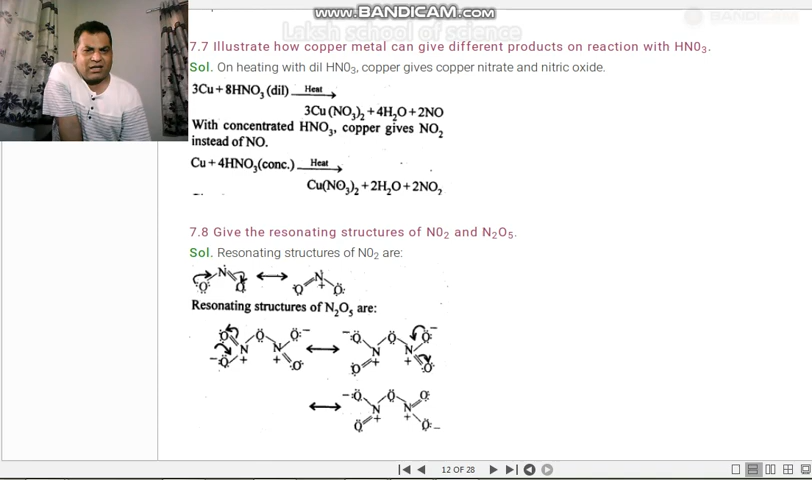 www.BANDICAM.com
BANDICAM
Laksh school of science
7.7 Illustrate how copper metal can give different products on reaction with HN0₃.
Sol. On heating with dil HN0₃, copper gives copper nitrate and nitric oxide.
3Cu + 8HNO₃ (dil) —Heat→
3Cu (NO₃)₂ + 4H₂O + 2NO
With concentrated HNO₃, copper gives NO₂
instead of NO.
Cu + 4HNO₃(conc.) —Heat→
Cu(NO₃)₂ + 2H₂O + 2NO₂
7.8 Give the resonating structures of N0₂ and N₂O₅.
Sol. Resonating structures of N0₂ are:
N N
O O ↔ O + O
Resonating structures of N₂O₅ are:
O O O⁻ ⁻O O O⁻
N N ↔ N N
⁻O + + O O + + O
↔ ⁻O O O
N N
O + + O⁻
12 OF 28